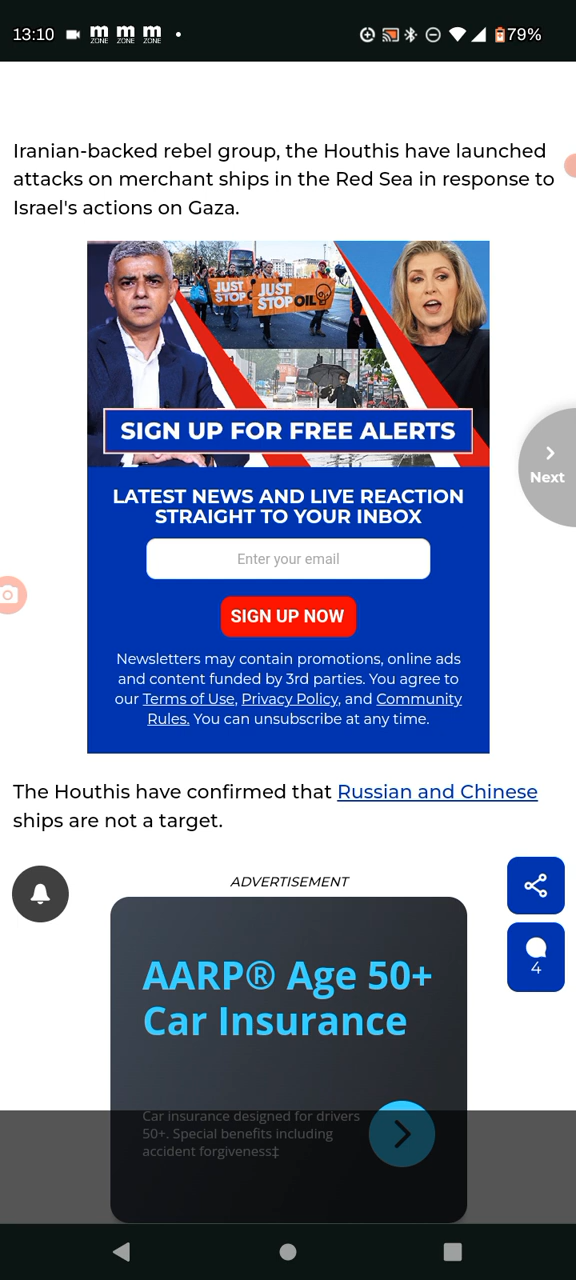 13:10
m ZONE m ZONE m ZONE
79%
Iranian-backed rebel group, the Houthis have launched
attacks on merchant ships in the Red Sea in response to
Israel's actions on Gaza.
JUST
STOP
JUST
STOP OIL
SIGN UP FOR FREE ALERTS
Next
LATEST NEWS AND LIVE REACTION
STRAIGHT TO YOUR INBOX
Enter your email
SIGN UP NOW
Newsletters may contain promotions, online ads
and content funded by 3rd parties. You agree to
our Terms of Use, Privacy Policy, and Community
Rules. You can unsubscribe at any time.
The Houthis have confirmed that Russian and Chinese
ships are not a target.
ADVERTISEMENT
4
AARP® Age 50+
Car Insurance
Car insurance designed for drivers
50+. Special benefits including
accident forgiveness‡